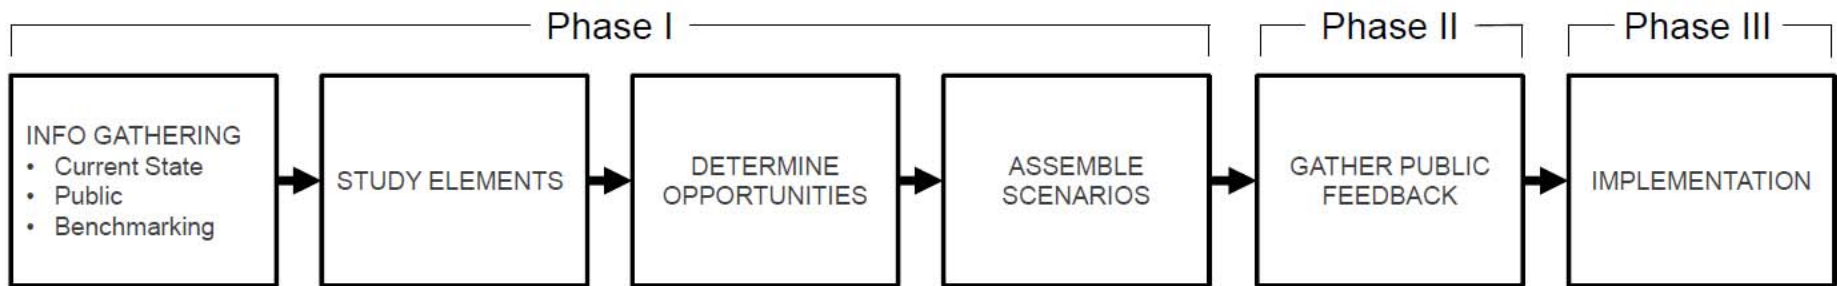 Phase I
Phase II
Phase III
INFO GATHERING
• Current State
• Public
• Benchmarking
STUDY ELEMENTS
DETERMINE
OPPORTUNITIES
ASSEMBLE
SCENARIOS
GATHER PUBLIC
FEEDBACK
IMPLEMENTATION